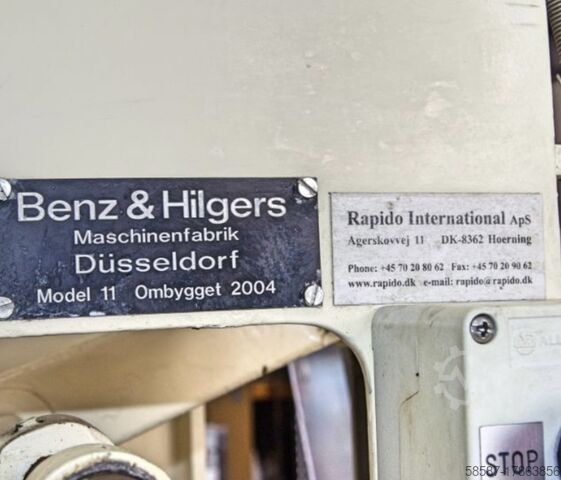 Benz & Hilgers
Maschinenfabrik
Düsseldorf
Model 11 Ombygget 2004
Rapido International ApS
Agerskovvej 11 DK-8362 Hoerning
Phone: +45 70 20 80 62 Fax: +45 70 20 90 62
www.rapido.dk e-mail: rapido@rapido.dk
STOP